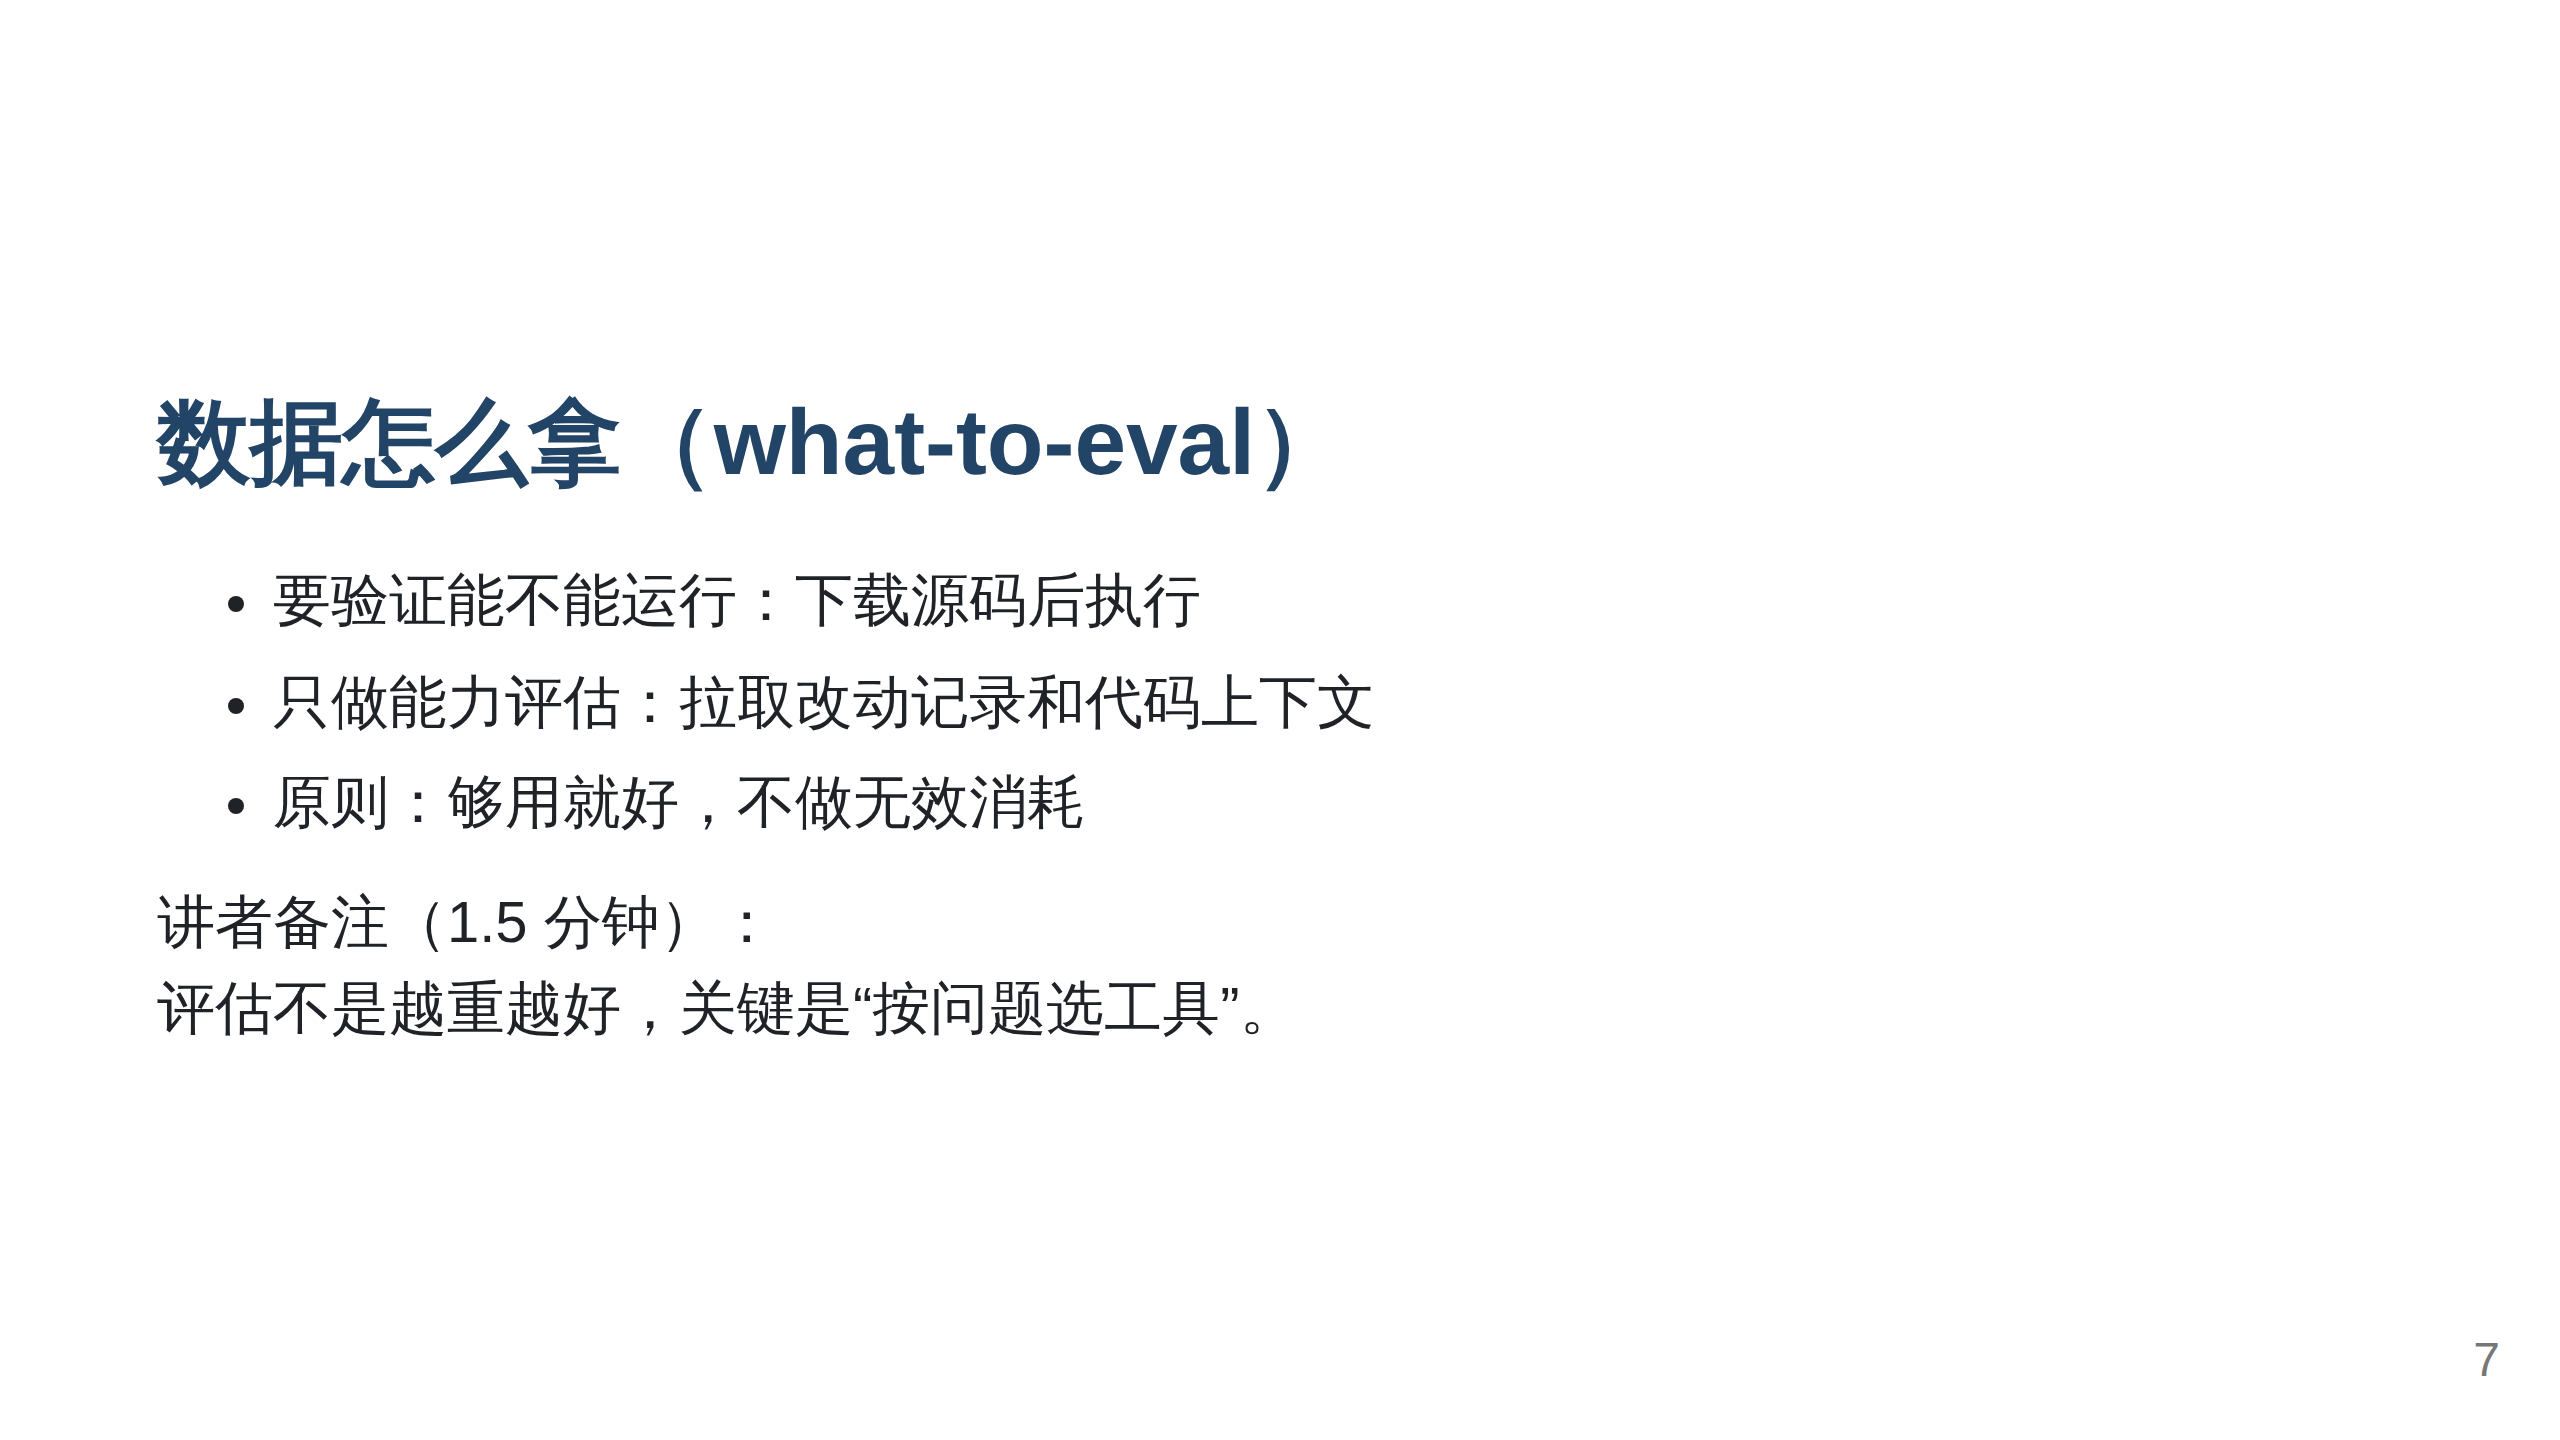 数据怎么拿（what-to-eval）
• 要验证能不能运行：下载源码后执行
• 只做能力评估：拉取改动记录和代码上下文
• 原则：够用就好，不做无效消耗
讲者备注（1.5 分钟）：
评估不是越重越好，关键是“按问题选工具”。
7